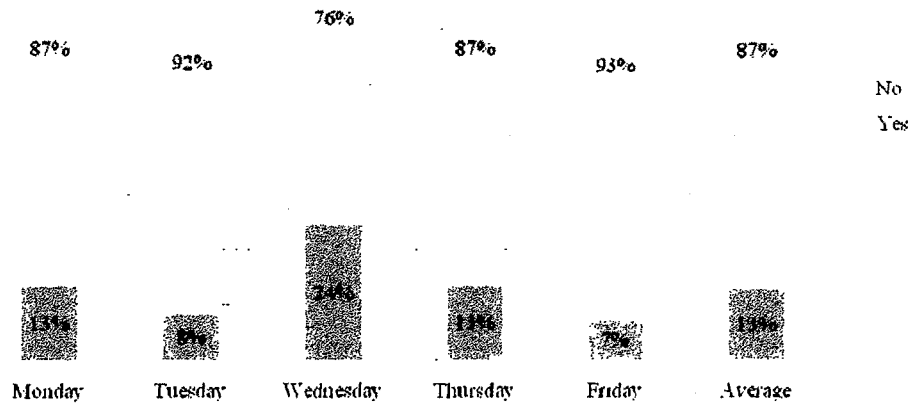 76%
87% 92% 87% 93% 87%
No
Yes
24%
13% 8% 13% 7% 13%
Monday Tuesday Wednesday Thursday Friday Average